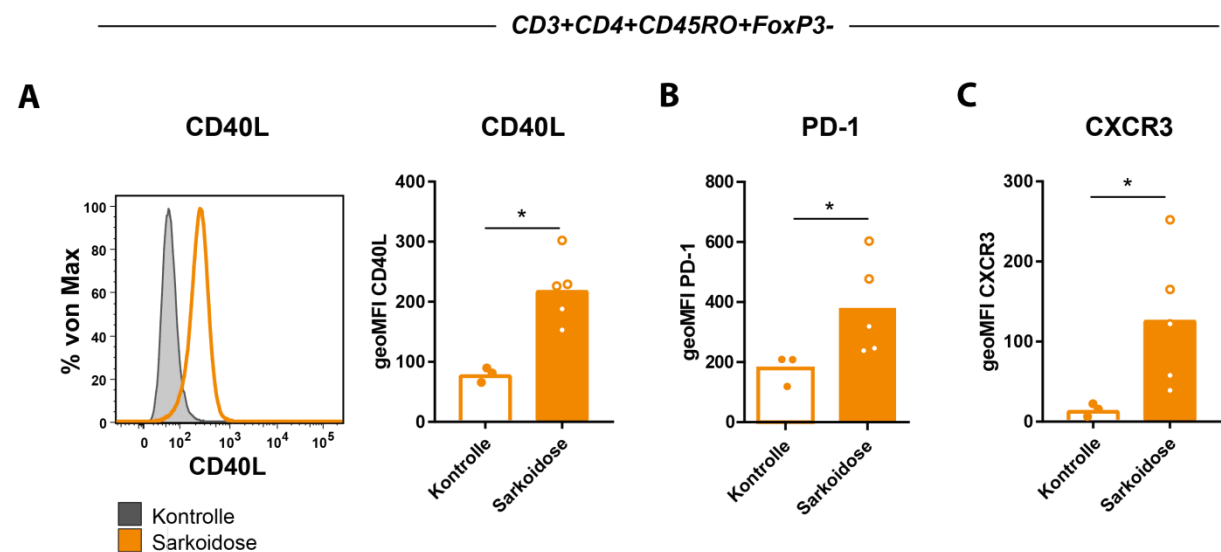 CD3+CD4+CD45RO+FoxP3-
A
CD40L
% von Max
100
80
60
40
20
0
0 10² 10³ 10⁴ 10⁵
CD40L
Kontrolle
Sarkoidose
CD40L
geoMFI CD40L
400
300
200
100
0
*
Kontrolle
Sarkoidose
B
PD-1
geoMFI PD-1
800
600
400
200
0
*
Kontrolle
Sarkoidose
C
CXCR3
geoMFI CXCR3
300
200
100
0
*
Kontrolle
Sarkoidose